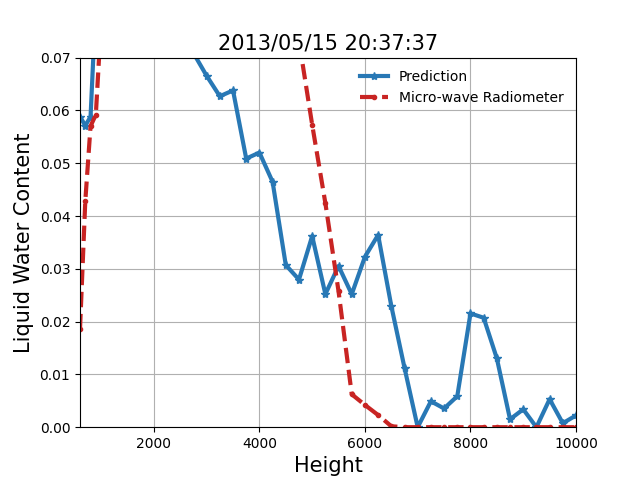 2013/05/15 20:37:37
0.07
0.06
0.05
0.04
0.03
0.02
0.01
0.00
Liquid Water Content
Prediction
Micro-wave Radiometer
2000 4000 6000 8000 10000
Height